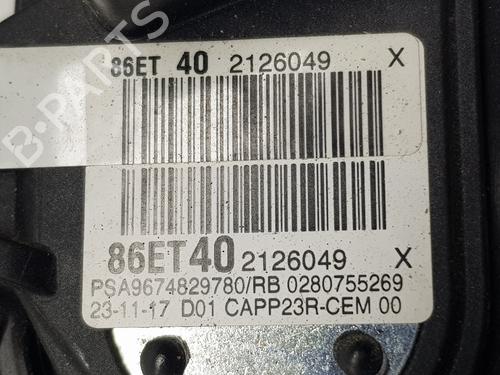 86ET 40 2126049 X
86ET40 2126049 X
PSA9674829780/RB 0280755269
23-11-17 D01 CAPP23R-CEM 00
B-PARTS